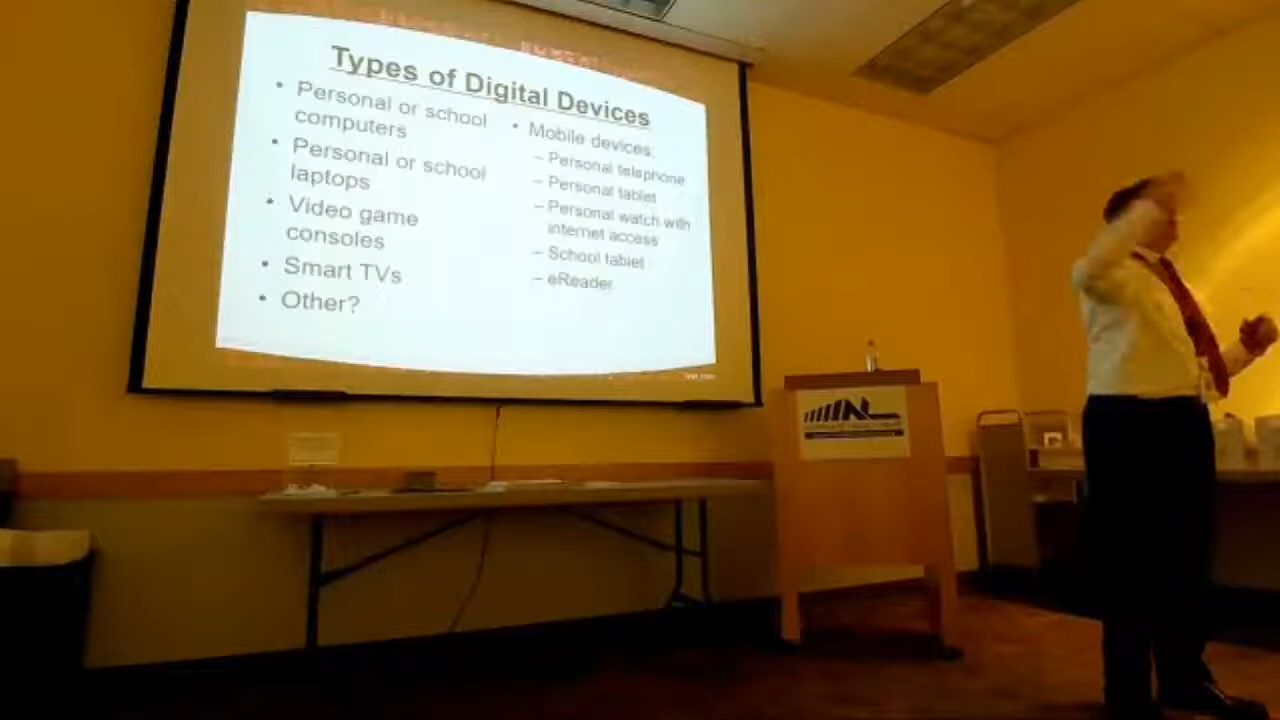 Types of Digital Devices
• Personal or school
computers
• Personal or school
laptops
• Video game
consoles
• Smart TVs
• Other?
• Mobile devices:
– Personal telephone
– Personal tablet
– Personal watch with
internet access
– School tablet
– eReader